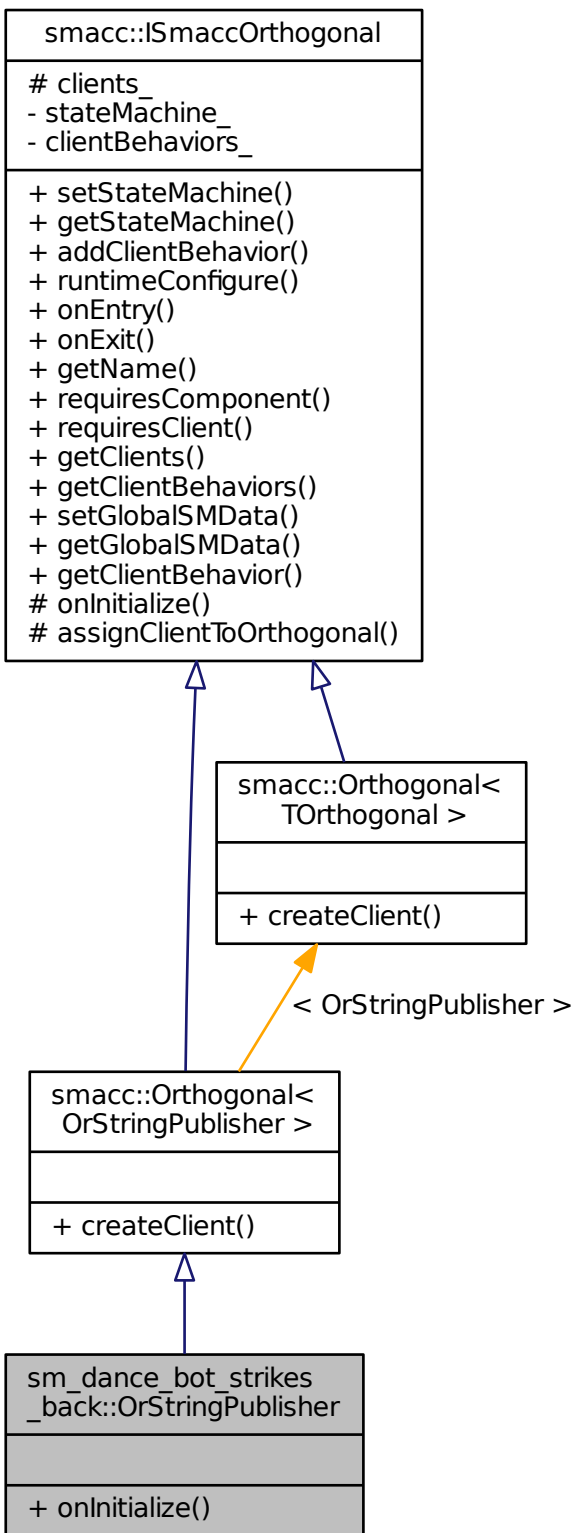 smacc::ISmaccOrthogonal
# clients_
- stateMachine_
- clientBehaviors_
+ setStateMachine()
+ getStateMachine()
+ addClientBehavior()
+ runtimeConfigure()
+ onEntry()
+ onExit()
+ getName()
+ requiresComponent()
+ requiresClient()
+ getClients()
+ getClientBehaviors()
+ setGlobalSMData()
+ getGlobalSMData()
+ getClientBehavior()
# onInitialize()
# assignClientToOrthogonal()
smacc::Orthogonal<
TOrthogonal >
+ createClient()
< OrStringPublisher >
smacc::Orthogonal<
OrStringPublisher >
+ createClient()
sm_dance_bot_strikes
_back::OrStringPublisher
+ onInitialize()